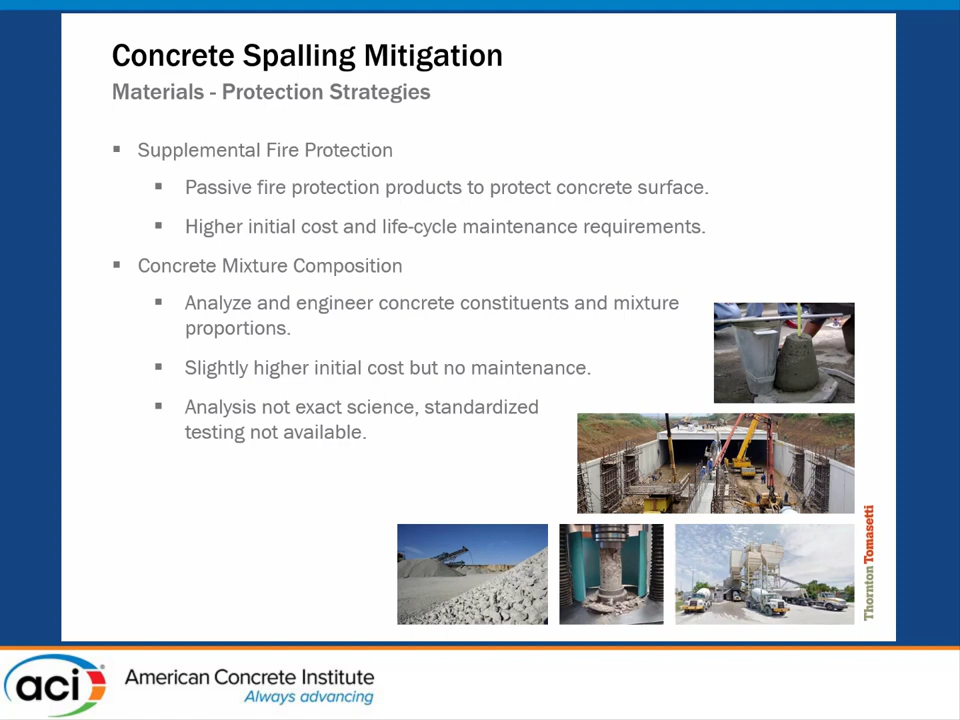 Concrete Spalling Mitigation
Materials - Protection Strategies
▪ Supplemental Fire Protection
▪ Passive fire protection products to protect concrete surface.
▪ Higher initial cost and life-cycle maintenance requirements.
▪ Concrete Mixture Composition
▪ Analyze and engineer concrete constituents and mixture
proportions.
▪ Slightly higher initial cost but no maintenance.
▪ Analysis not exact science, standardized
testing not available.
Thornton Tomasetti
aci
American Concrete Institute
Always advancing